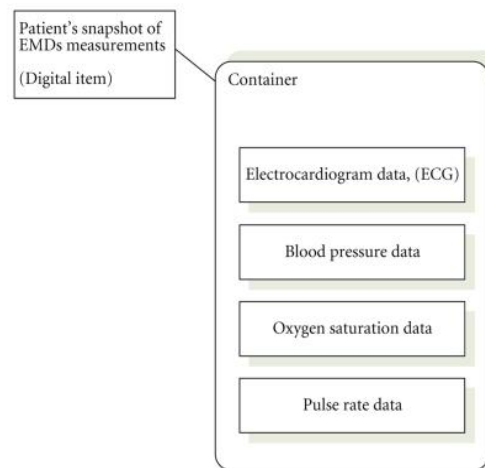 Patient’s snapshot of
EMDs measurements
(Digital item)
Container
Electrocardiogram data, (ECG)
Blood pressure data
Oxygen saturation data
Pulse rate data